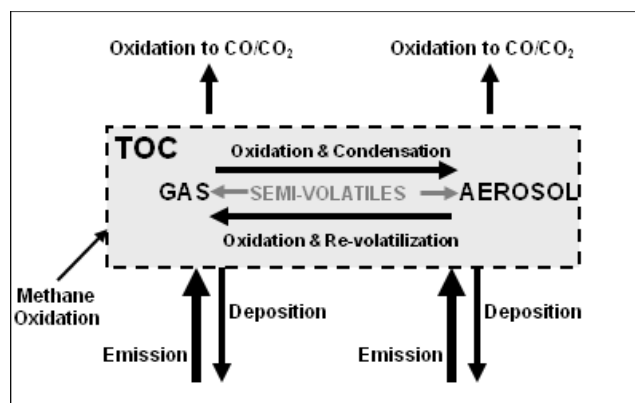 Oxidation to CO/CO₂ Oxidation to CO/CO₂
TOC
Oxidation & Condensation
GAS SEMI-VOLATILES AEROSOL
Oxidation & Re-volatilization
Methane
Oxidation
Deposition Deposition
Emission Emission